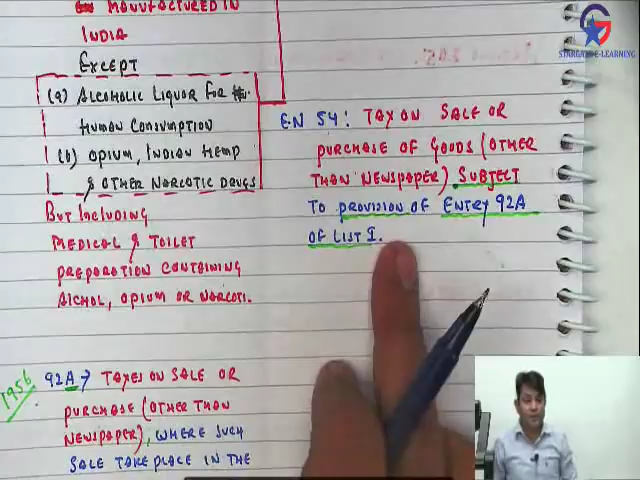 MANUFACTURED IN
INDIA
EXCEPT
(a) ALCOHOLIC LIQUOR FOR
HUMAN CONSUMPTION
(b) OPIUM, INDIAN HEMP
& OTHER NARCOTIC DRUGS
BUT INCLUDING
MEDICAL & TOILET
PREPARATION CONTAINING
ALCHOL, OPIUM OR NARCOTI.
1956
92A → TAXES ON SALE OR
PURCHASE (OTHER THAN
NEWSPAPER), WHERE SUCH
SALE TAKE PLACE IN THE
EN 54: TAX ON SALE OR
PURCHASE OF GOODS (OTHER
THAN NEWSPAPER) SUBJECT
TO PROVISION OF ENTRY 92A
OF LIST I.
STARGATE-LEARNING